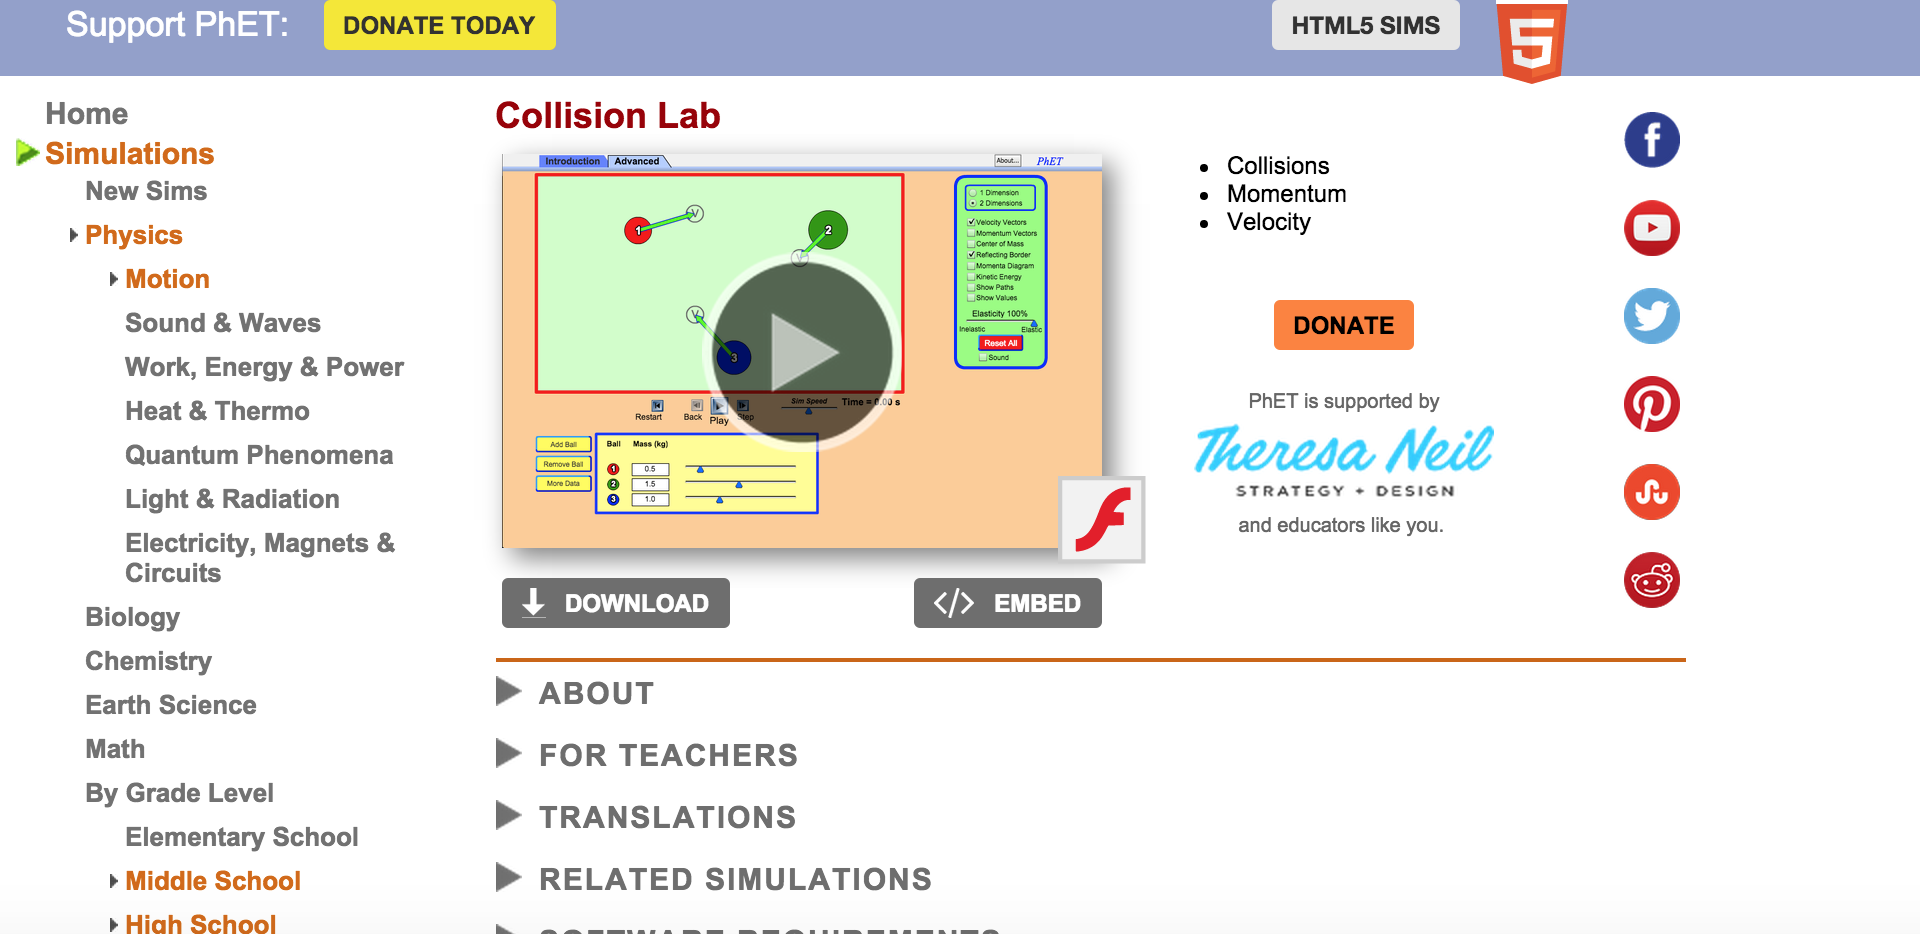 Support PhET:
DONATE TODAY
HTML5 SIMS
5
Home
Simulations
New Sims
Physics
Motion
Sound & Waves
Work, Energy & Power
Heat & Thermo
Quantum Phenomena
Light & Radiation
Electricity, Magnets &
Circuits
Biology
Chemistry
Earth Science
Math
By Grade Level
Elementary School
Middle School
High School
Collision Lab
Introduction
Advanced
About...
PhET
1
V
2
V
V
3
1 Dimension
2 Dimensions
Velocity Vectors
Momentum Vectors
Center of Mass
Reflecting Border
Momenta Diagram
Kinetic Energy
Show Paths
Show Values
Elasticity 100%
Inelastic
Elastic
Reset All
Sound
Restart
Back
Play
Step
Sim Speed
Time = 0.00 s
Add Ball
Remove Ball
More Data
Ball Mass (kg)
1 0.5
2 1.5
3 1.0
DOWNLOAD
</> EMBED
• Collisions
• Momentum
• Velocity
DONATE
PhET is supported by
Theresa Neil
STRATEGY + DESIGN
and educators like you.
ABOUT
FOR TEACHERS
TRANSLATIONS
RELATED SIMULATIONS
SOFTWARE REQUIREMENTS